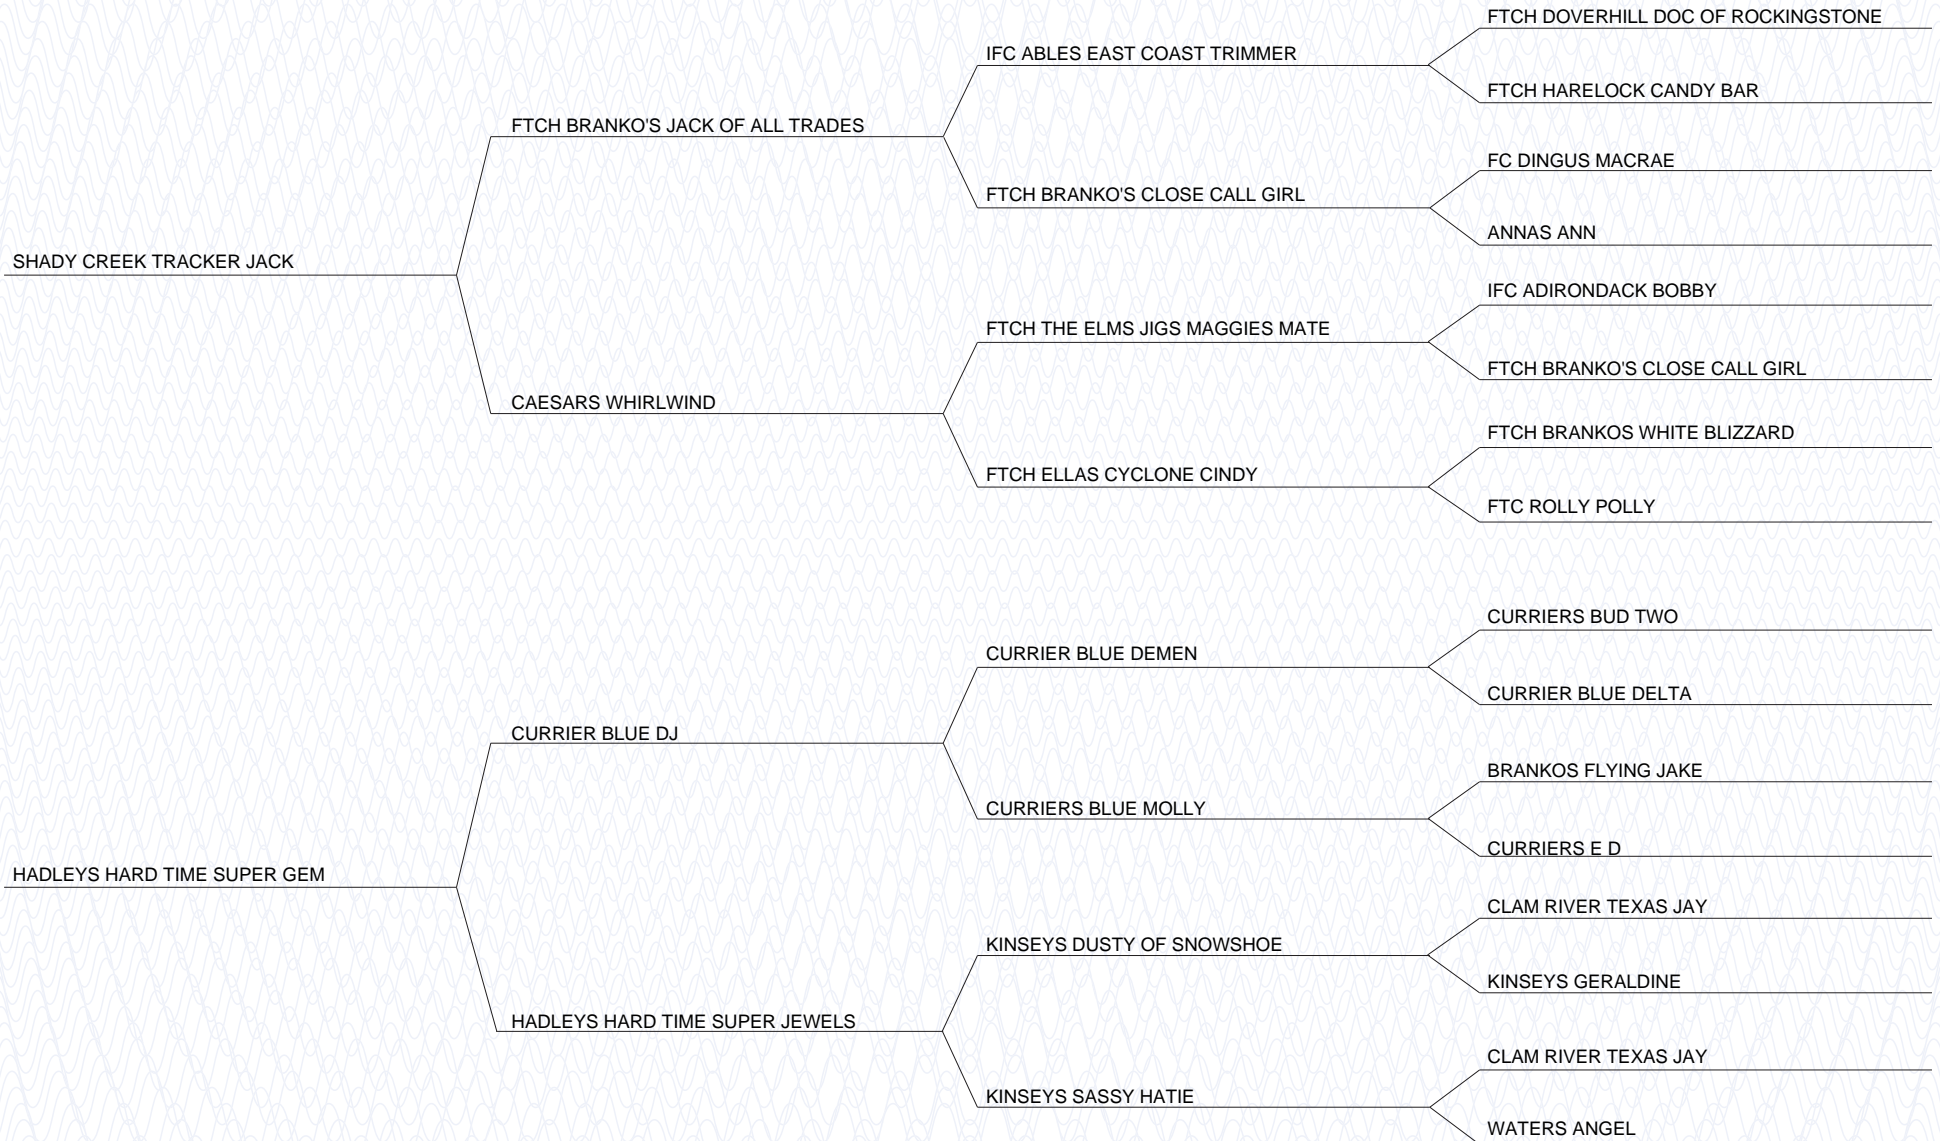 FTCH DOVERHILL DOC OF ROCKINGSTONE
IFC ABLES EAST COAST TRIMMER
FTCH HARELOCK CANDY BAR
FTCH BRANKO'S JACK OF ALL TRADES
FC DINGUS MACRAE
FTCH BRANKO'S CLOSE CALL GIRL
ANNAS ANN
SHADY CREEK TRACKER JACK
IFC ADIRONDACK BOBBY
FTCH THE ELMS JIGS MAGGIES MATE
FTCH BRANKO'S CLOSE CALL GIRL
CAESARS WHIRLWIND
FTCH BRANKOS WHITE BLIZZARD
FTCH ELLAS CYCLONE CINDY
FTC ROLLY POLLY
CURRIERS BUD TWO
CURRIER BLUE DEMEN
CURRIER BLUE DELTA
CURRIER BLUE DJ
BRANKOS FLYING JAKE
CURRIERS BLUE MOLLY
CURRIERS E D
HADLEYS HARD TIME SUPER GEM
CLAM RIVER TEXAS JAY
KINSEYS DUSTY OF SNOWSHOE
KINSEYS GERALDINE
HADLEYS HARD TIME SUPER JEWELS
CLAM RIVER TEXAS JAY
KINSEYS SASSY HATIE
WATERS ANGEL